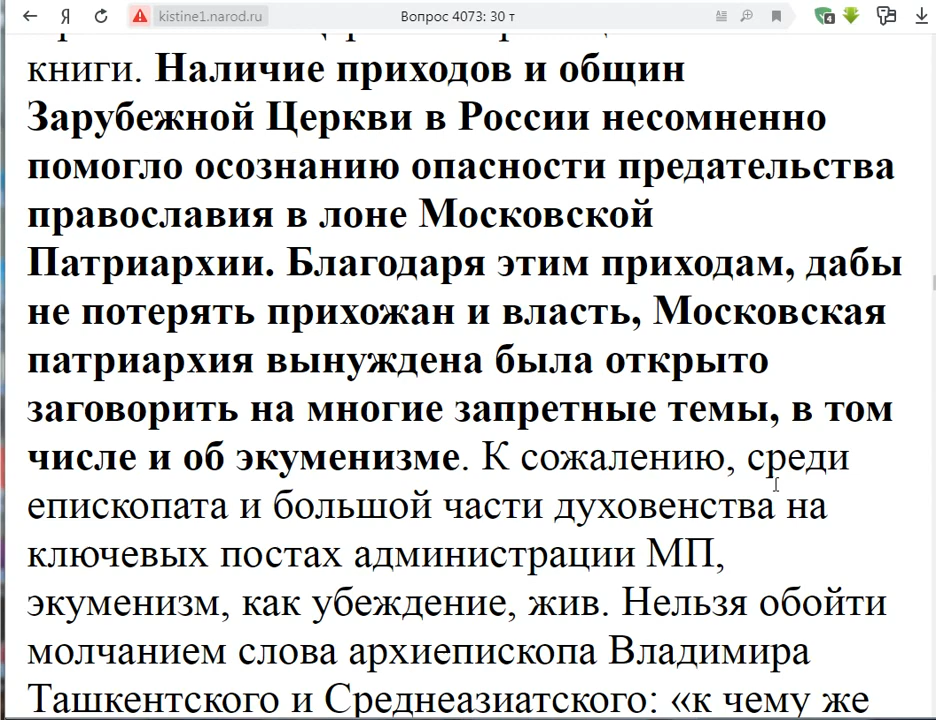 Я
kistine1.narod.ru
Вопрос 4073: 30 т
4
книги. Наличие приходов и общин
Зарубежной Церкви в России несомненно
помогло осознанию опасности предательства
православия в лоне Московской
Патриархии. Благодаря этим приходам, дабы
не потерять прихожан и власть, Московская
патриархия вынуждена была открыто
заговорить на многие запретные темы, в том
числе и об экуменизме. К сожалению, среди
епископата и большой части духовенства на
ключевых постах администрации МП,
экуменизм, как убеждение, жив. Нельзя обойти
молчанием слова архиепископа Владимира
Ташкентского и Среднеазиатского: «к чему же